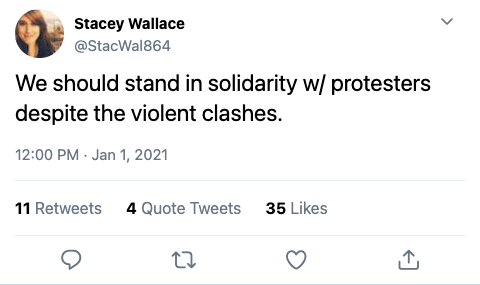 Stacey Wallace
@StacWal864
We should stand in solidarity w/ protesters
despite the violent clashes.
12:00 PM · Jan 1, 2021
11 Retweets 4 Quote Tweets 35 Likes